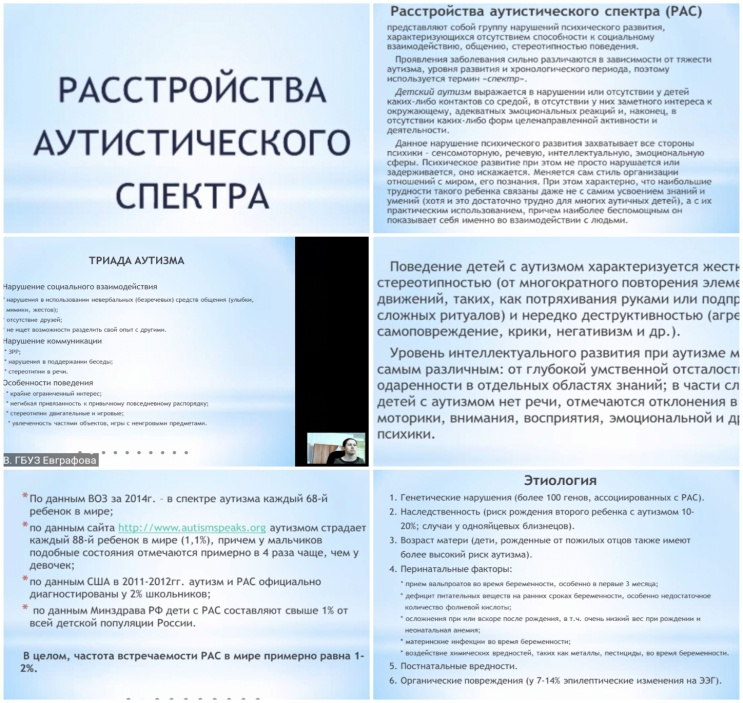 РАССТРОЙСТВА
АУТИСТИЧЕСКОГО
СПЕКТРА
Расстройства аутистического спектра (РАС)
представляют собой группу нарушений психического развития,
характеризующихся отсутствием способности к социальному
взаимодействию, общению, стереотипностью поведения.
Проявления заболевания сильно различаются в зависимости от тяжести
аутизма, уровня развития и хронологического периода, поэтому
используется термин «спектр».
Детский аутизм выражается в нарушении или отсутствии у детей
каких-либо контактов со средой, в отсутствии у них заметного интереса к
окружающему, адекватных эмоциональных реакций и, наконец, в
отсутствии каких-либо форм целенаправленной активности и
деятельности.
Данное нарушение психического развития захватывает все стороны
психики – сенсомоторную, речевую, интеллектуальную, эмоциональную
сферы. Психическое развитие при этом не просто нарушается или
задерживается, оно искажается. Меняется сам стиль организации
отношений с миром, его познания. При этом характерно, что наибольшие
трудности такого ребенка связаны даже не с самим усвоением знаний и
умений (хотя и это достаточно трудно для многих аутичных детей), а с их
практическим использованием, причем наиболее беспомощным он
показывает себя именно во взаимодействии с людьми.
ТРИАДА АУТИЗМА
Нарушение социального взаимодействия
* нарушения в использовании невербальных (безречевых) средств общения (улыбки,
мимики, жестов);
* отсутствие друзей;
* не ищет возможности разделить свой опыт с другими.
Нарушение коммуникации
* ЗРР;
* нарушения в поддержании беседы;
* стереотипии в речи.
Особенности поведения
* крайне ограниченный интерес;
* негибкая привязанность к привычному повседневному распорядку;
* стереотипии двигательные и игровые;
* увлеченность частями объектов, игры с неигровыми предметами.
В. ГБУЗ Евграфова
Поведение детей с аутизмом характеризуется жестк
стереотипностью (от многократного повторения элеме
движений, таких, как потряхивания руками или подпр
сложных ритуалов) и нередко деструктивностью (агре
самоповреждение, крики, негативизм и др.).
Уровень интеллектуального развития при аутизме м
самым различным: от глубокой умственной отсталост
одаренности в отдельных областях знаний; в части сл
детей с аутизмом нет речи, отмечаются отклонения в
моторики, внимания, восприятия, эмоциональной и др
психики.
* По данным ВОЗ за 2014г. – в спектре аутизма каждый 68-й
ребенок в мире;
* по данным сайта http://www.autismspeaks.org аутизмом страдает
каждый 88-й ребенок в мире (1,1%), причем у мальчиков
подобные состояния отмечаются примерно в 4 раза чаще, чем у
девочек;
* по данным США в 2011-2012гг. аутизм и РАС официально
диагностированы у 2% школьников;
* по данным Минздрава РФ дети с РАС составляют свыше 1% от
всей детской популяции России.
В целом, частота встречаемости РАС в мире примерно равна 1-
2%.
Этиология
1. Генетические нарушения (более 100 генов, ассоциированных с РАС).
2. Наследственность (риск рождения второго ребенка с аутизмом 10-
20%; случаи у однояйцевых близнецов).
3. Возраст матери (дети, рожденные от пожилых отцов также имеют
более высокий риск аутизма).
4. Перинатальные факторы:
* прием вальпроатов во время беременности, особенно в первые 3 месяца;
* дефицит питательных веществ на ранних сроках беременности, особенно недостаточное
количество фолиевой кислоты;
* осложнения при или вскоре после рождения, в т.ч. очень низкий вес при рождении и
неонатальная анемия;
* материнские инфекции во время беременности;
* воздействие химических вредностей, таких как металлы, пестициды, во время беременности.
5. Постнатальные вредности.
6. Органические повреждения (у 7-14% эпилептические изменения на ЭЭГ).